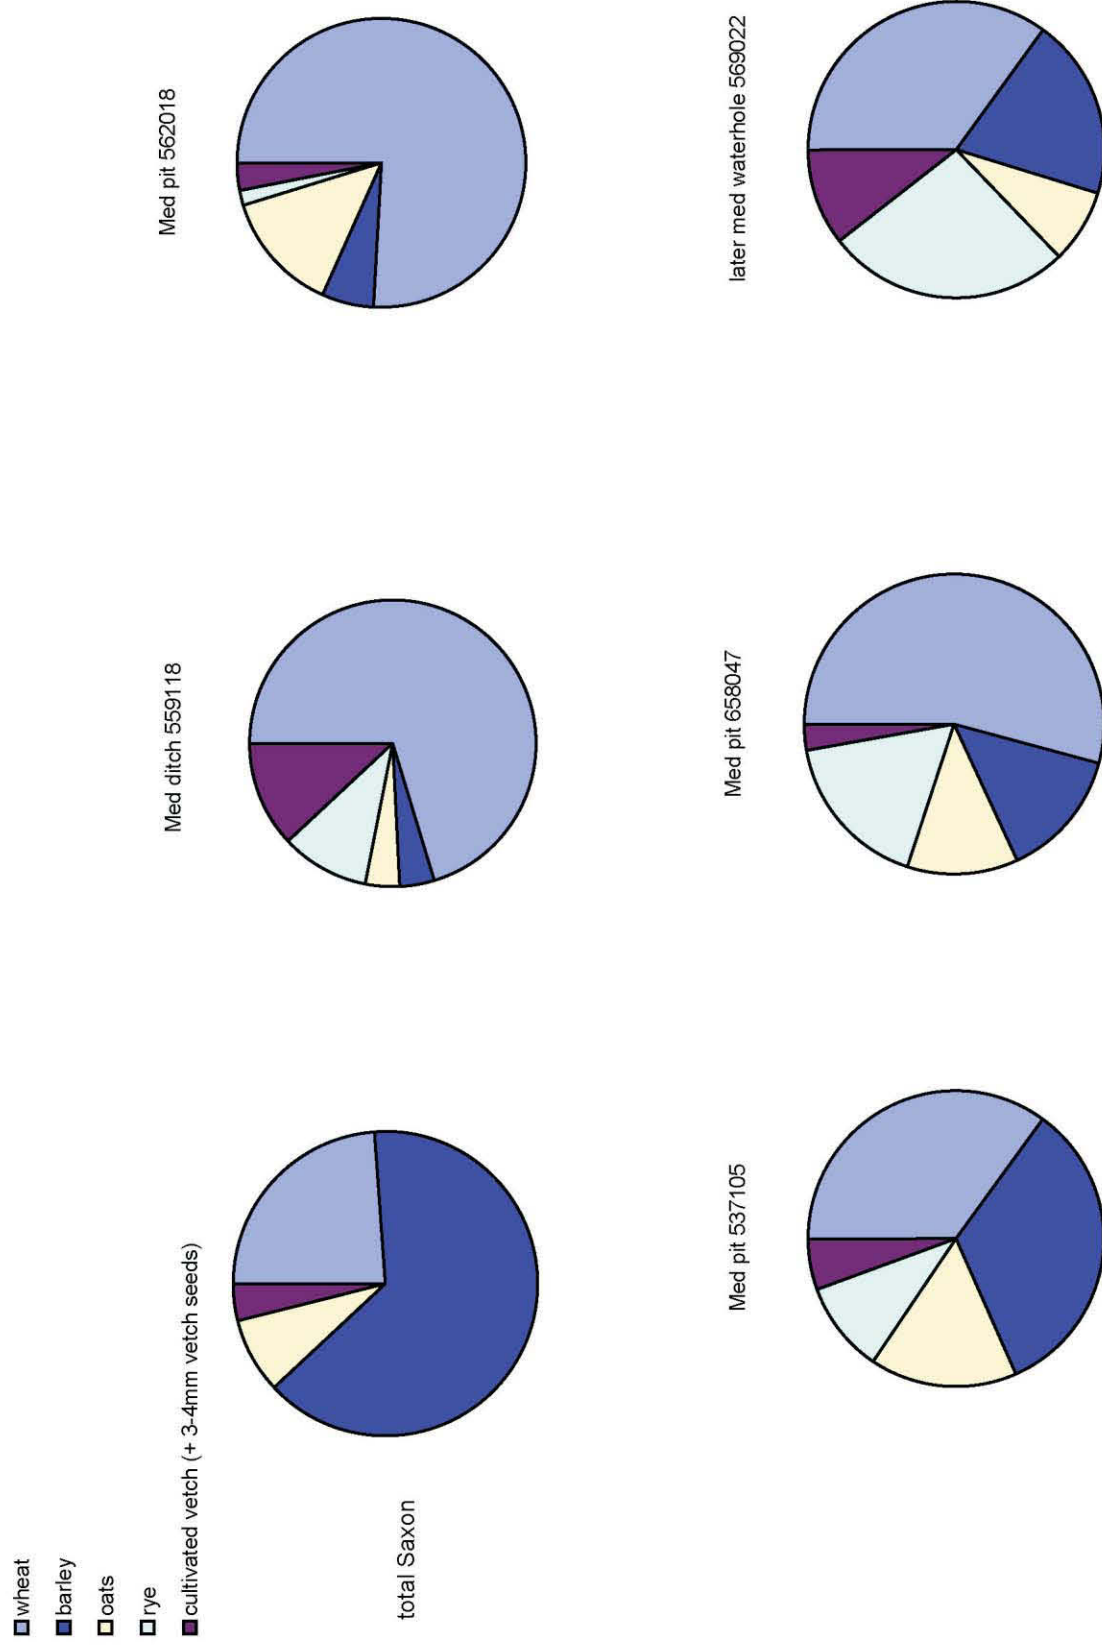 wheat
barley
oats
rye
cultivated vetch (+ 3-4mm vetch seeds)
total Saxon
Med ditch 559118
Med pit 562018
Med pit 537105
Med pit 658047
later med waterhole 569022